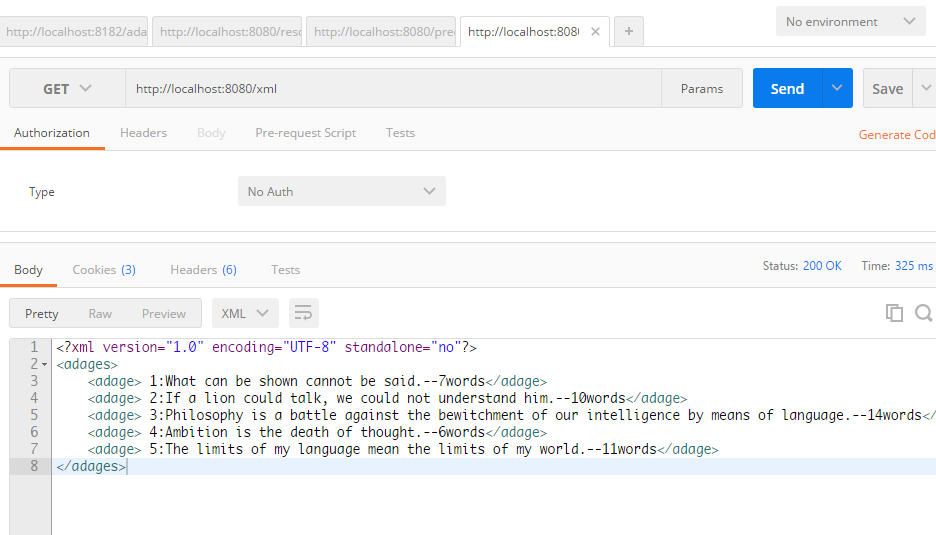 http://localhost:8182/ada http://localhost:8080/reso http://localhost:8080/pre http://localhost:808 × + No environment
GET http://localhost:8080/xml Params Send Save
Authorization Headers Body Pre-request Script Tests Generate Cod
Type No Auth
Body Cookies (3) Headers (6) Tests Status: 200 OK Time: 325 ms
Pretty Raw Preview XML
1 <?xml version="1.0" encoding="UTF-8" standalone="no"?>
2 <adages>
3 <adage> 1:What can be shown cannot be said.--7words</adage>
4 <adage> 2:If a lion could talk, we could not understand him.--10words</adage>
5 <adage> 3:Philosophy is a battle against the bewitchment of our intelligence by means of language.--14words</
6 <adage> 4:Ambition is the death of thought.--6words</adage>
7 <adage> 5:The limits of my language mean the limits of my world.--11words</adage>
8 </adages>